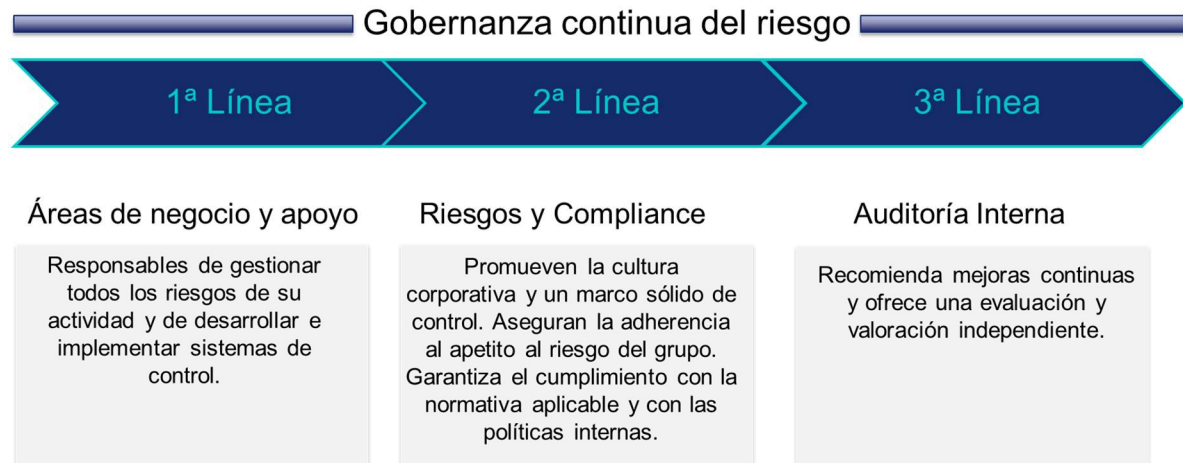 Gobernanza continua del riesgo
1ª Línea
2ª Línea
3ª Línea
Áreas de negocio y apoyo
Responsables de gestionar
todos los riesgos de su
actividad y de desarrollar e
implementar sistemas de
control.
Riesgos y Compliance
Promueven la cultura
corporativa y un marco sólido de
control. Aseguran la adherencia
al apetito al riesgo del grupo.
Garantiza el cumplimiento con la
normativa aplicable y con las
políticas internas.
Auditoría Interna
Recomienda mejoras continuas
y ofrece una evaluación y
valoración independiente.